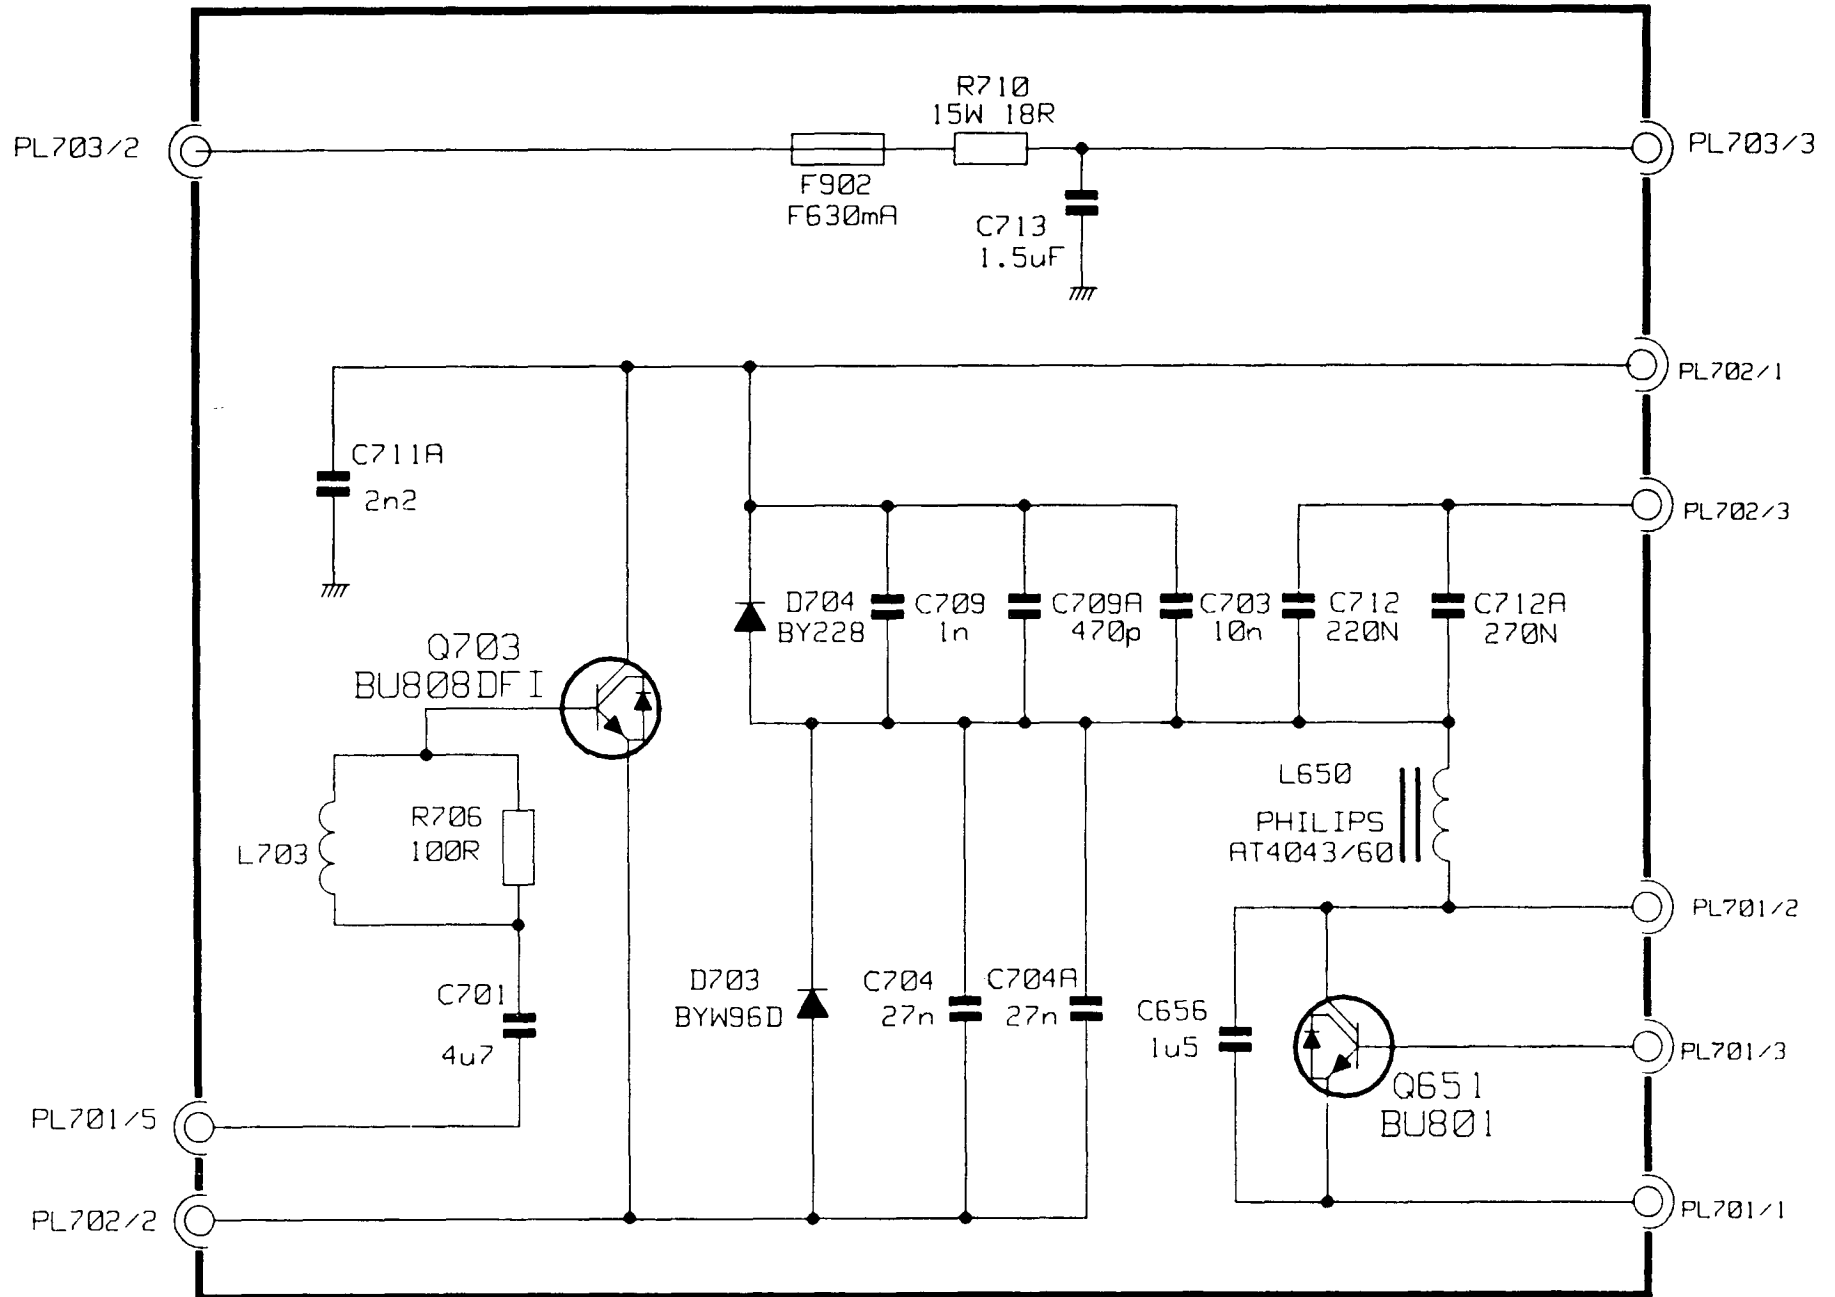 R710
15W 18R
PL703/2
PL703/3
F902
F630mA
C713
1.5uF
PL702/1
C711A
2n2
PL702/3
D704
BY228
C709
1n
C709A
470p
C703
10n
C712
220N
C712A
270N
Q703
BU808DFI
L703
R706
100R
L650
PHILIPS
AT4043/60
PL701/2
C701
4u7
D703
BYW96D
C704
27n
C704A
27n
C656
1u5
PL701/3
Q651
BU801
PL701/5
PL702/2
PL701/1